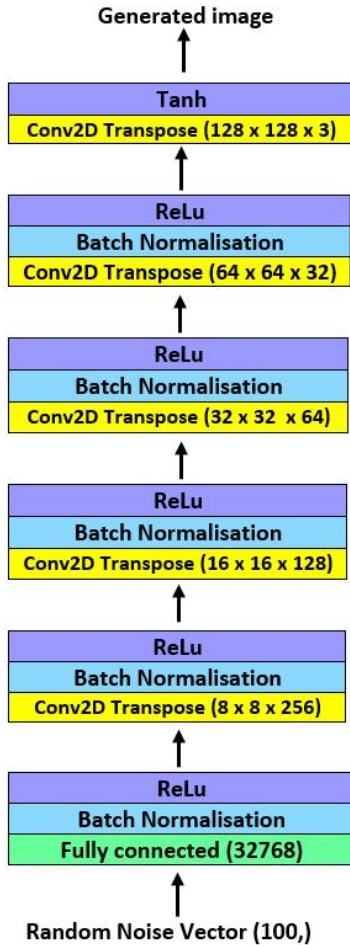 Generated image
Tanh
Conv2D Transpose (128 x 128 x 3)
ReLu
Batch Normalisation
Conv2D Transpose (64 x 64 x 32)
ReLu
Batch Normalisation
Conv2D Transpose (32 x 32 x 64)
ReLu
Batch Normalisation
Conv2D Transpose (16 x 16 x 128)
ReLu
Batch Normalisation
Conv2D Transpose (8 x 8 x 256)
ReLu
Batch Normalisation
Fully connected (32768)
Random Noise Vector (100,)